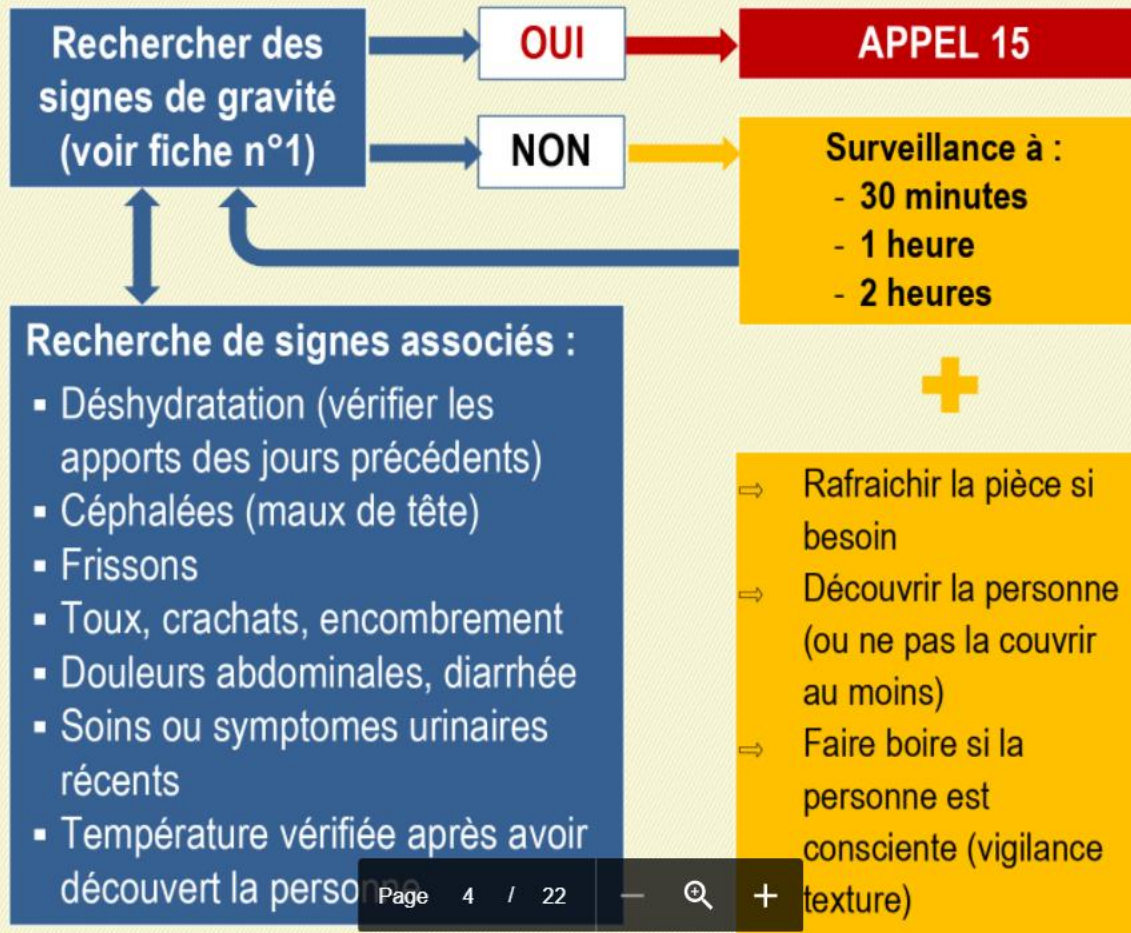 Rechercher des
signes de gravité
(voir fiche n°1)
OUI
APPEL 15
NON
Surveillance à :
- 30 minutes
- 1 heure
- 2 heures
Recherche de signes associés :
▪ Déshydratation (vérifier les
apports des jours précédents)
▪ Céphalées (maux de tête)
▪ Frissons
▪ Toux, crachats, encombrement
▪ Douleurs abdominales, diarrhée
▪ Soins ou symptomes urinaires
récents
▪ Température vérifiée après avoir
découvert la personne
⇨ Rafraichir la pièce si
besoin
⇨ Découvrir la personne
(ou ne pas la couvrir
au moins)
⇨ Faire boire si la
personne est
consciente (vigilance
texture)
Page 4 / 22